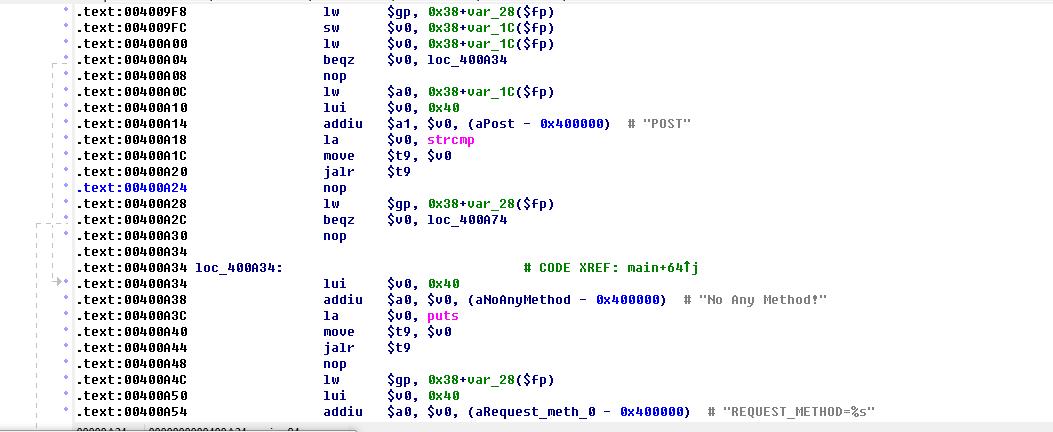 .text:004009F8 lw $gp, 0x38+var_28($fp)
.text:004009FC sw $v0, 0x38+var_1C($fp)
.text:00400A00 lw $v0, 0x38+var_1C($fp)
.text:00400A04 beqz $v0, loc_400A34
.text:00400A08 nop
.text:00400A0C lw $a0, 0x38+var_1C($fp)
.text:00400A10 lui $v0, 0x40
.text:00400A14 addiu $a1, $v0, (aPost - 0x400000) # "POST"
.text:00400A18 la $v0, strcmp
.text:00400A1C move $t9, $v0
.text:00400A20 jalr $t9
.text:00400A24 nop
.text:00400A28 lw $gp, 0x38+var_28($fp)
.text:00400A2C beqz $v0, loc_400A74
.text:00400A30 nop
.text:00400A34
.text:00400A34 loc_400A34: # CODE XREF: main+64↑j
.text:00400A34 lui $v0, 0x40
.text:00400A38 addiu $a0, $v0, (aNoAnyMethod - 0x400000) # "No Any Method!"
.text:00400A3C la $v0, puts
.text:00400A40 move $t9, $v0
.text:00400A44 jalr $t9
.text:00400A48 nop
.text:00400A4C lw $gp, 0x38+var_28($fp)
.text:00400A50 lui $v0, 0x40
.text:00400A54 addiu $a0, $v0, (aRequest_meth_0 - 0x400000) # "REQUEST_METHOD=%s"